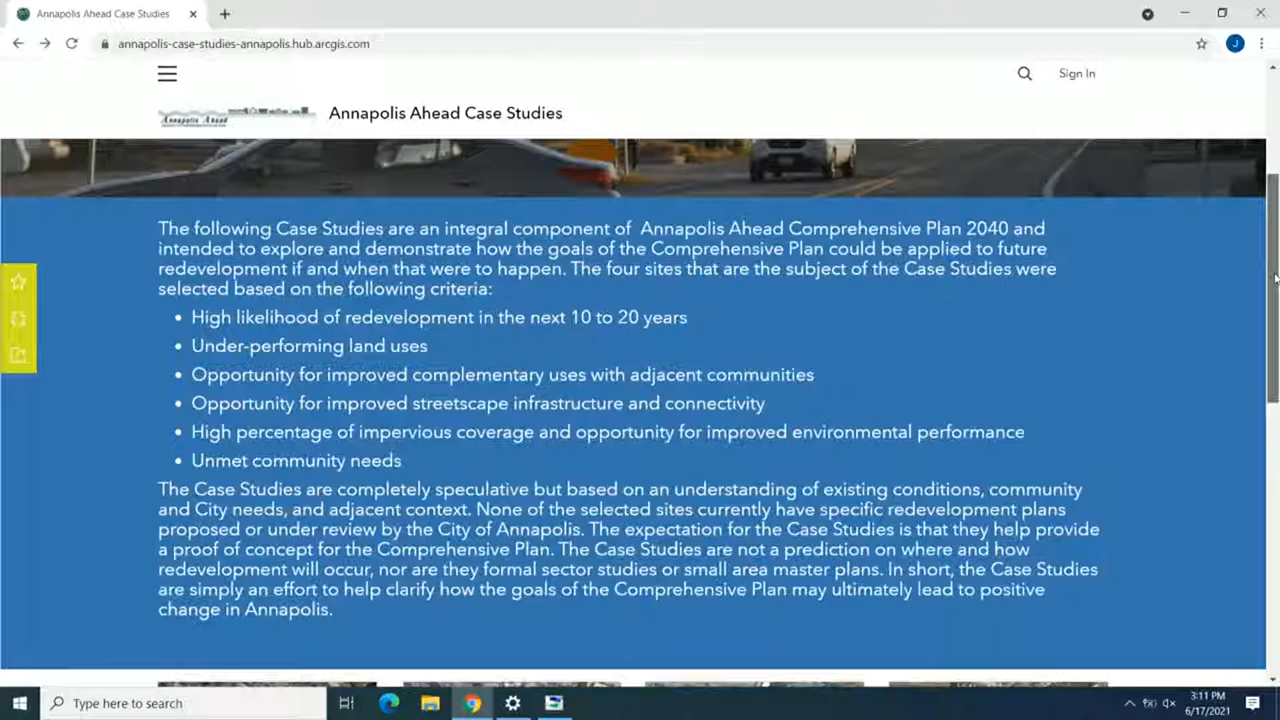 Annapolis Ahead Case Studies
annapolis-case-studies-annapolis.hub.arcgis.com
J
Sign In
Annapolis Ahead
Annapolis Ahead Case Studies
The following Case Studies are an integral component of Annapolis Ahead Comprehensive Plan 2040 and
intended to explore and demonstrate how the goals of the Comprehensive Plan could be applied to future
redevelopment if and when that were to happen. The four sites that are the subject of the Case Studies were
selected based on the following criteria:
• High likelihood of redevelopment in the next 10 to 20 years
• Under-performing land uses
• Opportunity for improved complementary uses with adjacent communities
• Opportunity for improved streetscape infrastructure and connectivity
• High percentage of impervious coverage and opportunity for improved environmental performance
• Unmet community needs
The Case Studies are completely speculative but based on an understanding of existing conditions, community
and City needs, and adjacent context. None of the selected sites currently have specific redevelopment plans
proposed or under review by the City of Annapolis. The expectation for the Case Studies is that they help provide
a proof of concept for the Comprehensive Plan. The Case Studies are not a prediction on where and how
redevelopment will occur, nor are they formal sector studies or small area master plans. In short, the Case Studies
are simply an effort to help clarify how the goals of the Comprehensive Plan may ultimately lead to positive
change in Annapolis.
Type here to search
3:11 PM
6/17/2021